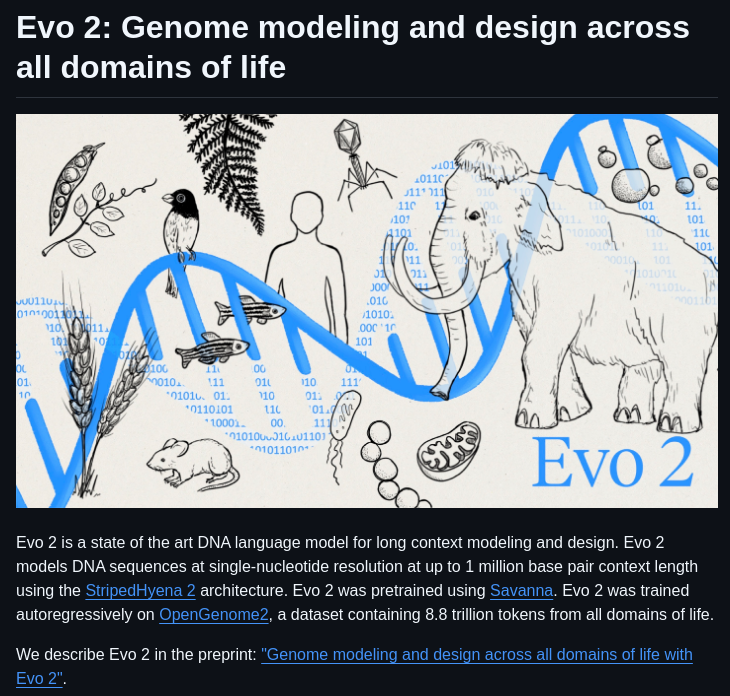 Evo 2: Genome modeling and design across
all domains of life
Evo 2
Evo 2 is a state of the art DNA language model for long context modeling and design. Evo 2
models DNA sequences at single-nucleotide resolution at up to 1 million base pair context length
using the StripedHyena 2 architecture. Evo 2 was pretrained using Savanna. Evo 2 was trained
autoregressively on OpenGenome2, a dataset containing 8.8 trillion tokens from all domains of life.
We describe Evo 2 in the preprint: "Genome modeling and design across all domains of life with
Evo 2".